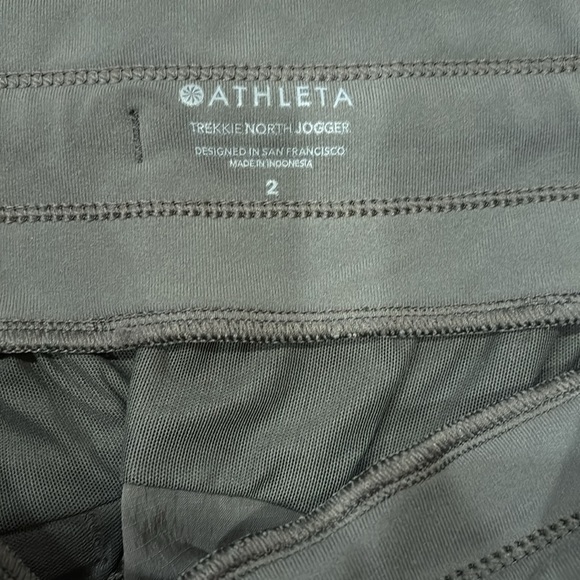 ATHLETA
TREKKIE NORTH JOGGER
DESIGNED IN SAN FRANCISCO
MADE IN INDONESIA
2